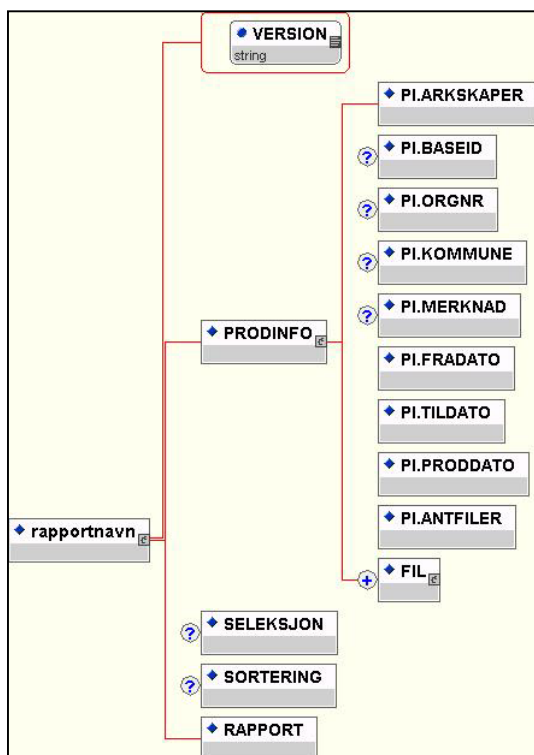 VERSION
string
PI.ARKSKAPER
? PI.BASEID
? PI.ORGNR
? PI.KOMMUNE
? PI.MERKNAD
PRODINFO
PI.FRADATO
PI.TILDATO
PI.PRODDATO
PI.ANTFILER
rapportnavn
+ FIL
? SELEKSJON
? SORTERING
RAPPORT